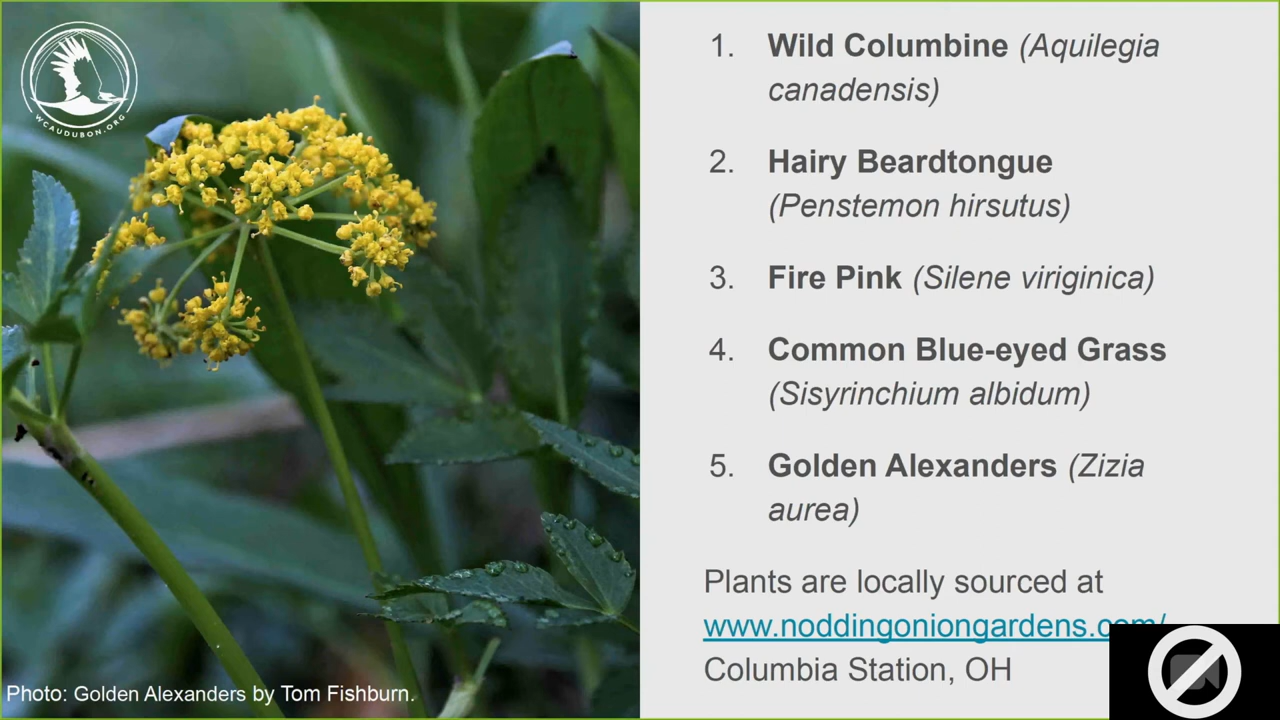 WCAUDUBON.ORG
1. Wild Columbine (Aquilegia
canadensis)
2. Hairy Beardtongue
(Penstemon hirsutus)
3. Fire Pink (Silene viriginica)
4. Common Blue-eyed Grass
(Sisyrinchium albidum)
5. Golden Alexanders (Zizia
aurea)
Plants are locally sourced at
www.noddingoniongardens.com/
Columbia Station, OH
Photo: Golden Alexanders by Tom Fishburn.